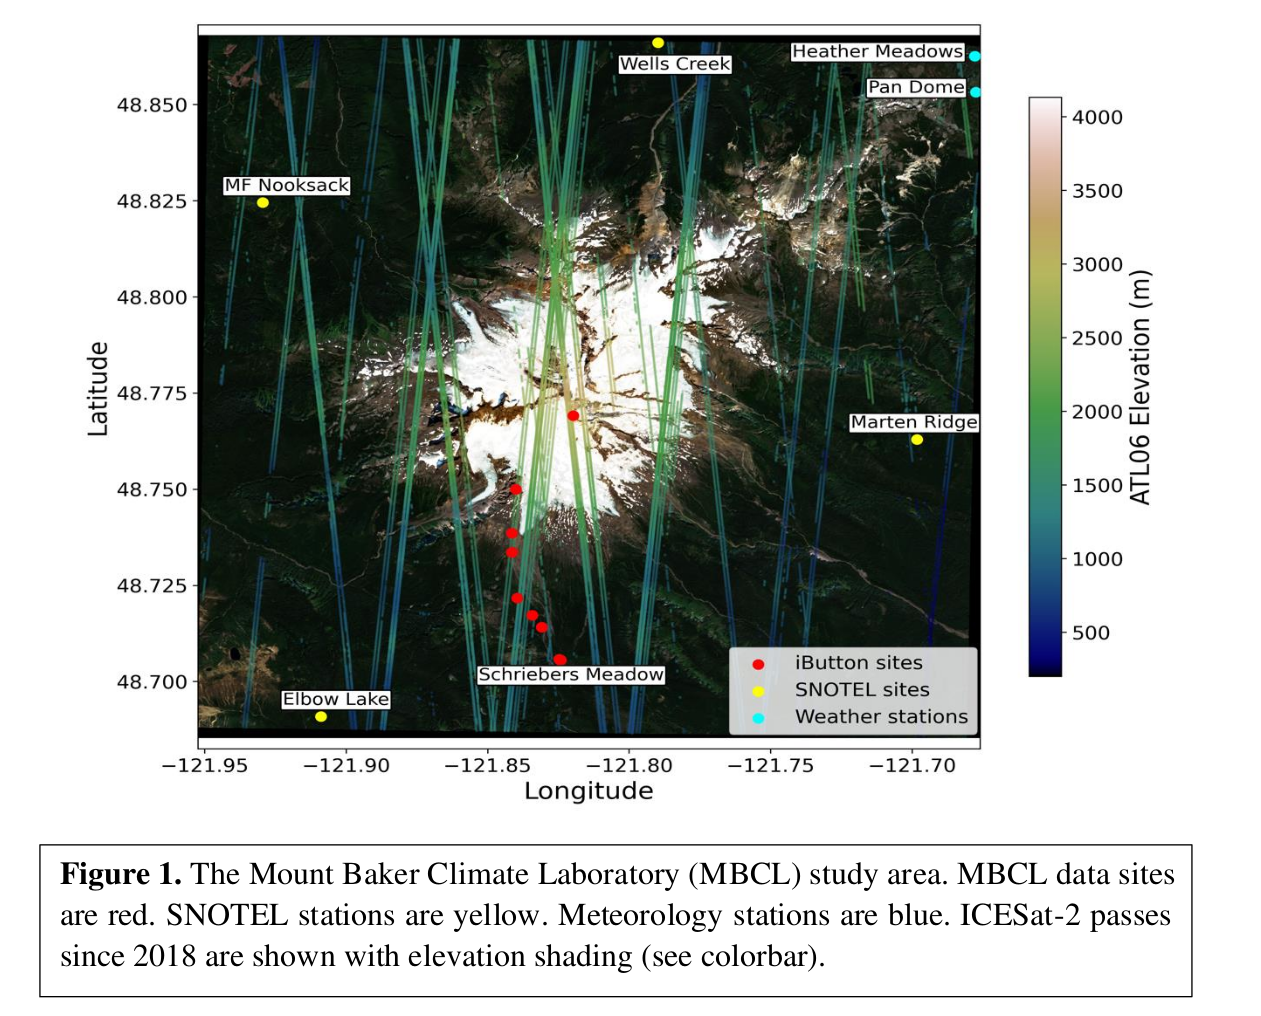 Heather Meadows
Wells Creek
Pan Dome
MF Nooksack
Marten Ridge
Schriebers Meadow
Elbow Lake
iButton sites
SNOTEL sites
Weather stations
48.850
48.825
48.800
48.775
48.750
48.725
48.700
Latitude
−121.95
−121.90
−121.85
−121.80
−121.75
−121.70
Longitude
4000
3500
3000
2500
2000
1500
1000
500
ATL06 Elevation (m)
Figure 1. The Mount Baker Climate Laboratory (MBCL) study area. MBCL data sites
are red. SNOTEL stations are yellow. Meteorology stations are blue. ICESat-2 passes
since 2018 are shown with elevation shading (see colorbar).